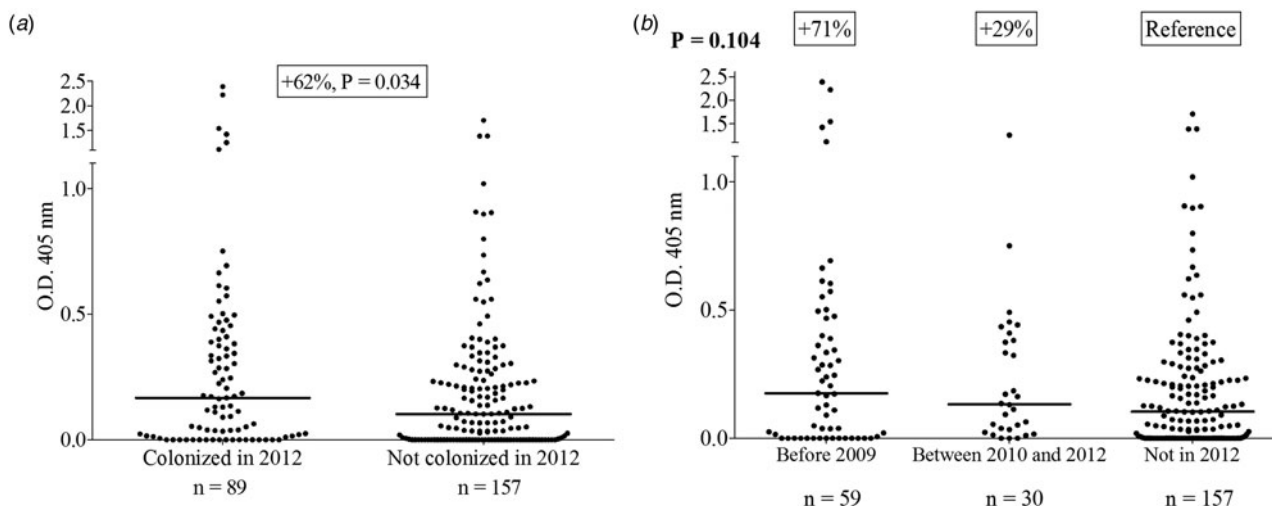 (a)
+62%, P = 0.034
2.5
2.0
1.5
1.0
0.5
0.0
O.D. 405 nm
Colonized in 2012
Not colonized in 2012
n = 89
n = 157
(b)
P = 0.104
+71%
+29%
Reference
2.5
2.0
1.5
1.0
0.5
0.0
O.D. 405 nm
Before 2009
Between 2010 and 2012
Not in 2012
n = 59
n = 30
n = 157